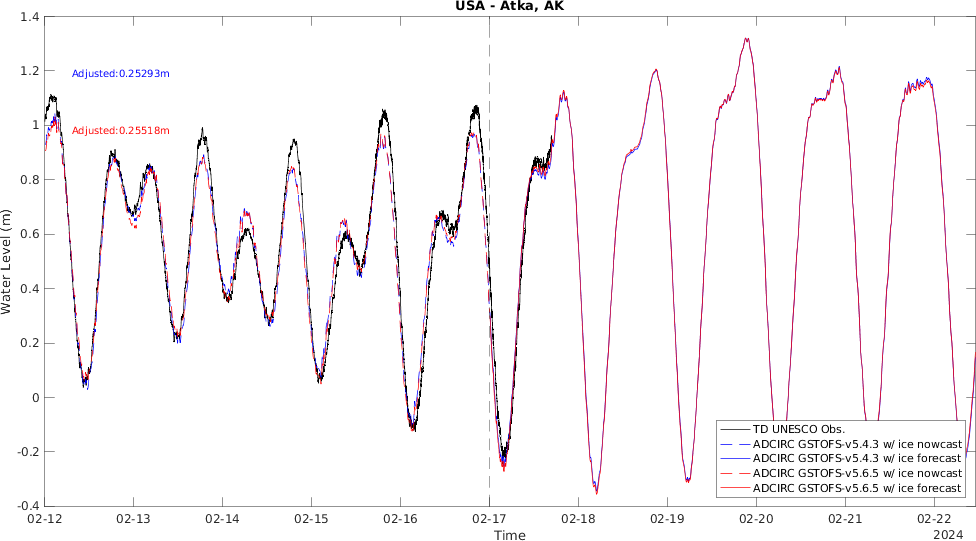 USA - Atka, AK
1.4
1.2
1
0.8
0.6
0.4
0.2
0
-0.2
-0.4
Water Level (m)
Adjusted:0.25293m
Adjusted:0.25518m
TD UNESCO Obs.
ADCIRC GSTOFS-v5.4.3 w/ ice nowcast
ADCIRC GSTOFS-v5.4.3 w/ ice forecast
ADCIRC GSTOFS-v5.6.5 w/ ice nowcast
ADCIRC GSTOFS-v5.6.5 w/ ice forecast
02-12 02-13 02-14 02-15 02-16 02-17 02-18 02-19 02-20 02-21 02-22
Time
2024